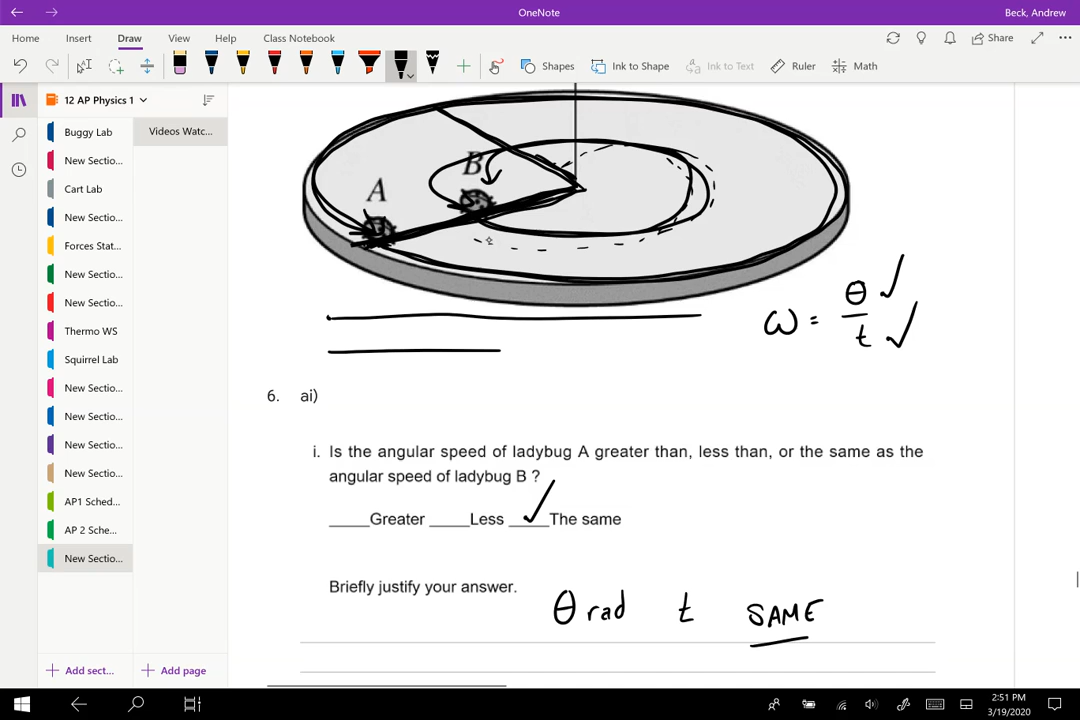 OneNote
Beck, Andrew
Home Insert Draw View Help Class Notebook
Share
Shapes Ink to Shape Ink to Text Ruler Math
12 AP Physics 1
Videos Watc...
Buggy Lab
New Sectio...
Cart Lab
New Sectio...
Forces Stat...
New Sectio...
New Sectio...
Thermo WS
Squirrel Lab
New Sectio...
New Sectio...
New Sectio...
New Sectio...
AP1 Sched...
AP 2 Sche...
New Sectio...
Add sect...
Add page
B
A
ω = θ/t
6. ai)
i. Is the angular speed of ladybug A greater than, less than, or the same as the
angular speed of ladybug B ?
_____Greater _____Less _____The same
Briefly justify your answer.
θ rad t SAME
2:51 PM
3/19/2020